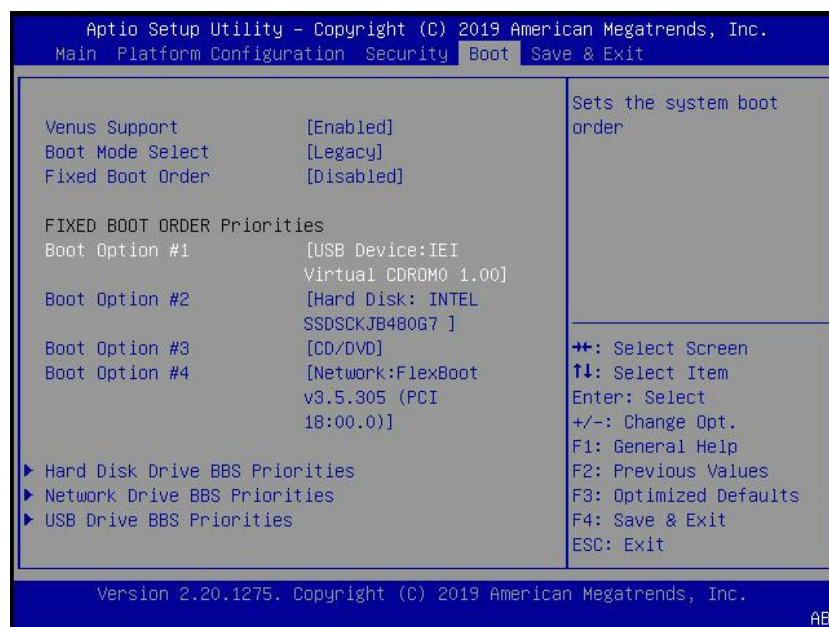 Aptio Setup Utility – Copyright (C) 2019 American Megatrends, Inc.
Main Platform Configuration Security Boot Save & Exit
Venus Support [Enabled]
Boot Mode Select [Legacy]
Fixed Boot Order [Disabled]
FIXED BOOT ORDER Priorities
Boot Option #1 [USB Device:IEI
Virtual CDROM0 1.00]
Boot Option #2 [Hard Disk: INTEL
SSDSCKJB480G7 ]
Boot Option #3 [CD/DVD]
Boot Option #4 [Network:FlexBoot
v3.5.305 (PCI
18:00.0)]
Hard Disk Drive BBS Priorities
Network Drive BBS Priorities
USB Drive BBS Priorities
Sets the system boot
order
→←: Select Screen
↑↓: Select Item
Enter: Select
+/-: Change Opt.
F1: General Help
F2: Previous Values
F3: Optimized Defaults
F4: Save & Exit
ESC: Exit
Version 2.20.1275. Copyright (C) 2019 American Megatrends, Inc.
AB